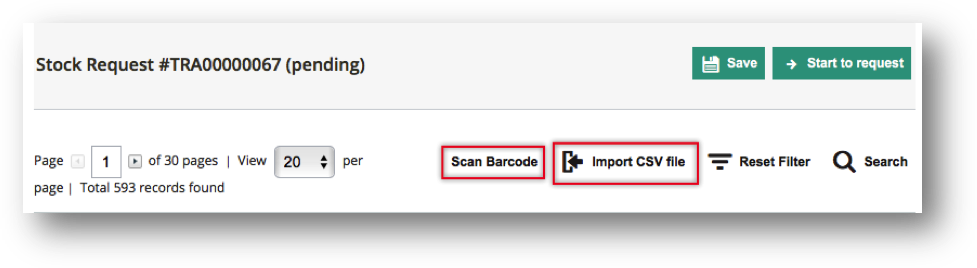 Stock Request #TRA00000067 (pending)
Save
Start to request
Page 1 of 30 pages | View 20 per
page | Total 593 records found
Scan Barcode
Import CSV file
Reset Filter
Search